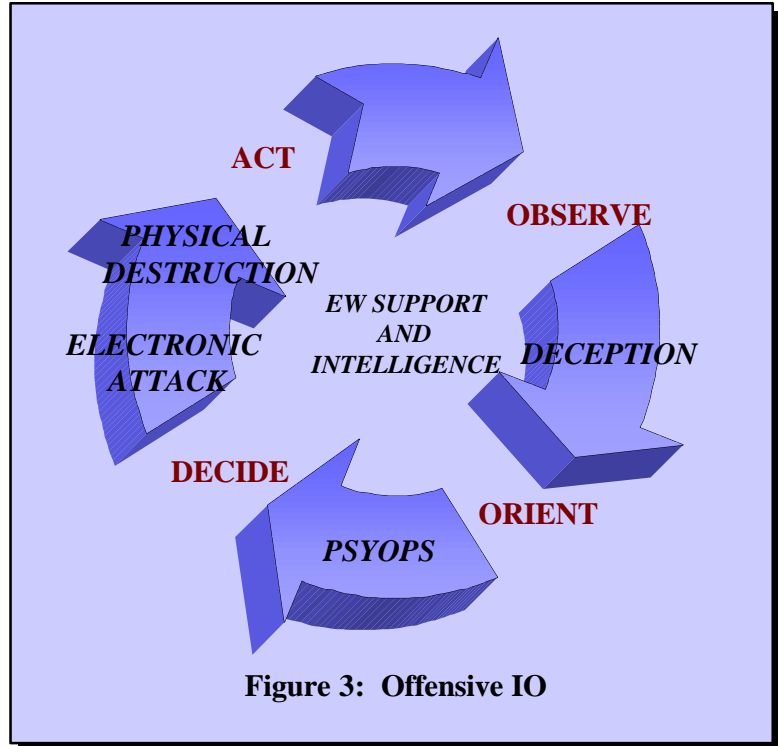 ACT
OBSERVE
PHYSICAL
DESTRUCTION
EW SUPPORT
AND
INTELLIGENCE
DECEPTION
ELECTRONIC
ATTACK
DECIDE
ORIENT
PSYOPS
Figure 3: Offensive IO